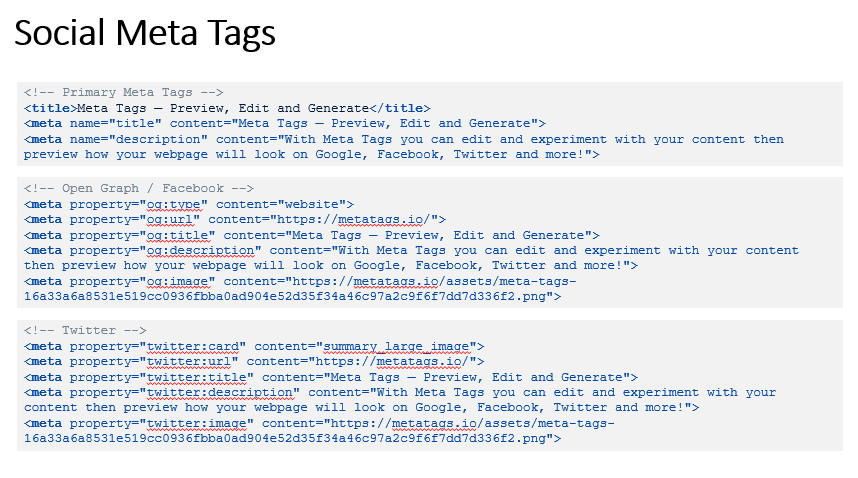 Social Meta Tags
<!-- Primary Meta Tags -->
<title>Meta Tags — Preview, Edit and Generate</title>
<meta name="title" content="Meta Tags — Preview, Edit and Generate">
<meta name="description" content="With Meta Tags you can edit and experiment with your content then
preview how your webpage will look on Google, Facebook, Twitter and more!">
<!-- Open Graph / Facebook -->
<meta property="og:type" content="website">
<meta property="og:url" content="https://metatags.io/">
<meta property="og:title" content="Meta Tags — Preview, Edit and Generate">
<meta property="og:description" content="With Meta Tags you can edit and experiment with your content
then preview how your webpage will look on Google, Facebook, Twitter and more!">
<meta property="og:image" content="https://metatags.io/assets/meta-tags-
16a33a6a8531e519cc0936fbba0ad904e52d35f34a46c97a2c9f6f7dd7d336f2.png">
<!-- Twitter -->
<meta property="twitter:card" content="summary_large_image">
<meta property="twitter:url" content="https://metatags.io/">
<meta property="twitter:title" content="Meta Tags — Preview, Edit and Generate">
<meta property="twitter:description" content="With Meta Tags you can edit and experiment with your
content then preview how your webpage will look on Google, Facebook, Twitter and more!">
<meta property="twitter:image" content="https://metatags.io/assets/meta-tags-
16a33a6a8531e519cc0936fbba0ad904e52d35f34a46c97a2c9f6f7dd7d336f2.png">